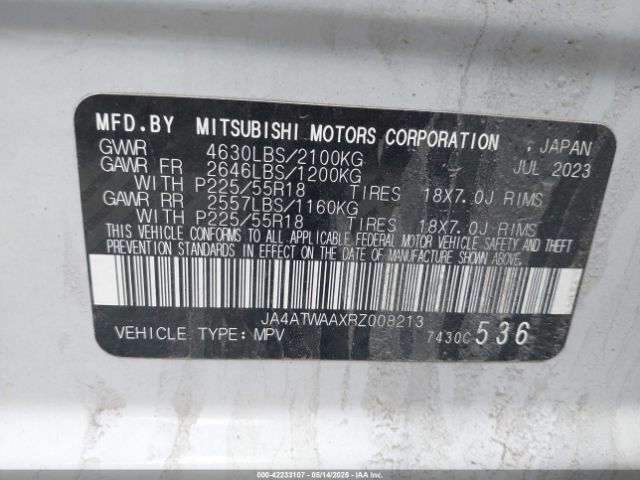 MFD.BY MITSUBISHI MOTORS CORPORATION , JAPAN
GVWR 4630LBS/2100KG JUL 2023
GAWR FR 2646LBS/1200KG
WITH P225/55R18 TIRES 18X7.0J RIMS
GAWR RR 2557LBS/1160KG
WITH P225/55R18 TIRES 18X7.0J RIMS
THIS VEHICLE CONFORMS TO ALL APPLICABLE FEDERAL MOTOR VEHICLE SAFETY AND THEFT
PREVENTION STANDARDS IN EFFECT ON THE DATE OF MANUFACTURE SHOWN ABOVE.
JA4ATWAAXRZ008213
VEHICLE TYPE: MPV 7430C 536
000-42233107 — 05/14/2025 — IAAI.COM